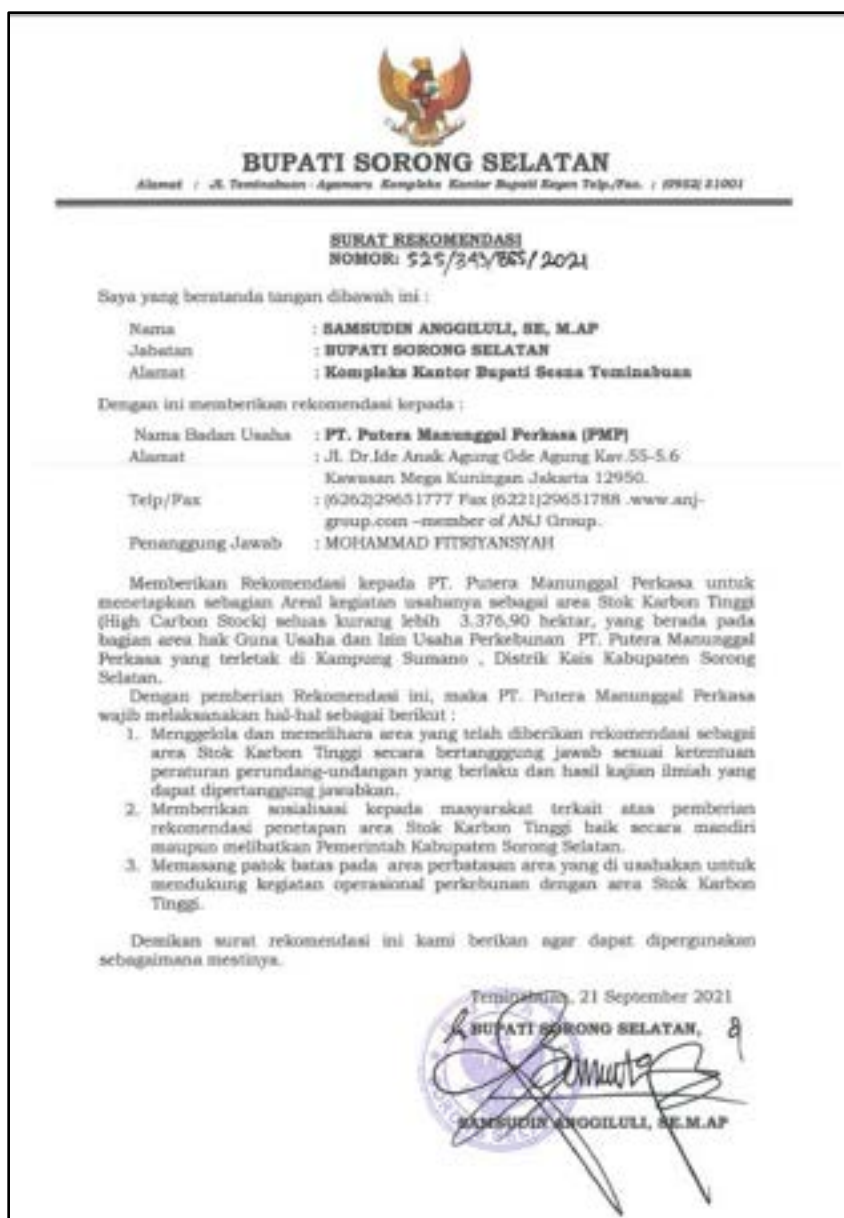 BUPATI SORONG SELATAN
Alamat : Jl. Teminabuan - Ayamaru Kompleks Kantor Bupati Keyen Telp./Fax. : (0952) 31001
SURAT REKOMENDASI
NOMOR: 525/343/BSS/2021
Saya yang beratanda tangan dibawah ini :
Nama : SAMSUDIN ANGGILULI, SE, M.AP
Jabatan : BUPATI SORONG SELATAN
Alamat : Kompleks Kantor Bupati Sesna Teminabuan
Dengan ini memberikan rekomendasi kepada :
Nama Badan Usaha : PT. Putera Manunggal Perkasa (PMP)
Alamat : Jl. Dr.Ide Anak Agung Gde Agung Kav.55-5.6
Kawasan Mega Kuningan Jakarta 12950.
Telp/Fax : (6262)29651777 Fax (6221)29651788 .www.anj-
group.com –member of ANJ Group.
Penanggung Jawab : MOHAMMAD FITRIYANSYAH
Memberikan Rekomendasi kepada PT. Putera Manunggal Perkasa untuk
menetapkan sebagian Areal kegiatan usahanya sebagai area Stok Karbon Tinggi
(High Carbon Stock) seluas kurang lebih 3.376,90 hektar, yang berada pada
bagian area hak Guna Usaha dan Izin Usaha Perkebunan PT. Putera Manunggal
Perkasa yang terletak di Kampung Sumano , Distrik Kais Kabupaten Sorong
Selatan.
Dengan pemberian Rekomendasi ini, maka PT. Putera Manunggal Perkasa
wajib melaksanakan hal-hal sebagai berikut :
1. Menggelola dan memelihara area yang telah diberikan rekomendasi sebagai
area Stok Karbon Tinggi secara bertangggung jawab sesuai ketentuan
peraturan perundang-undangan yang berlaku dan hasil kajian ilmiah yang
dapat dipertanggung jawabkan.
2. Memberikan sosialisasi kepada masyarakat terkait atas pemberian
rekomendasi penetapan area Stok Karbon Tinggi baik secara mandiri
maupun melibatkan Pemerintah Kabupaten Sorong Selatan.
3. Memasang patok batas pada area perbatasan area yang di usahakan untuk
mendukung kegiatan operasional perkebunan dengan area Stok Karbon
Tinggi.
Demikan surat rekomendasi ini kami berikan agar dapat dipergunakan
sebagaimana mestinya.
Teminabuan, 21 September 2021
BUPATI SORONG SELATAN,
SAMSUDIN ANGGILULI, SE.M.AP